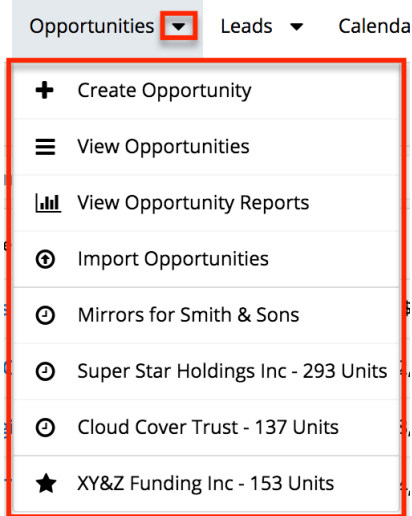 Opportunities Leads
Create Opportunity
View Opportunities
View Opportunity Reports
Import Opportunities
Mirrors for Smith & Sons
Super Star Holdings Inc - 293 Units
Cloud Cover Trust - 137 Units
XY&Z Funding Inc - 153 Units